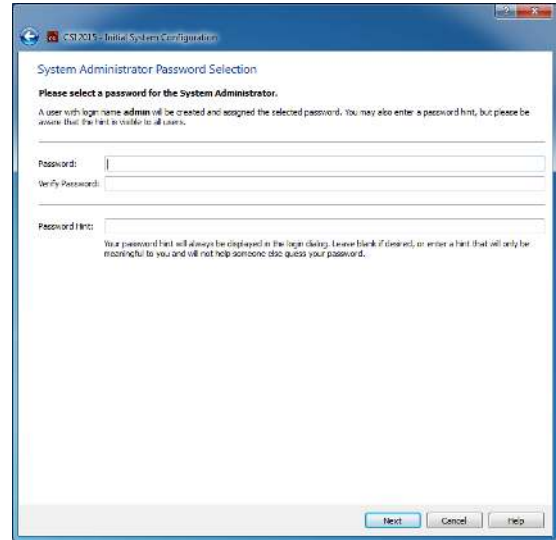 CSI2015 - Initial System Configuration
System Administrator Password Selection
Please select a password for the System Administrator.
A user with login name admin will be created and assigned the selected password. You may also enter a password hint, but please be
aware that the hint is visible to all users.
Password:
Verify Password:
Password Hint:
Your password hint will always be displayed in the login dialog. Leave blank if desired, or enter a hint that will only be
meaningful to you and will not help someone else guess your password.
Next Cancel Help